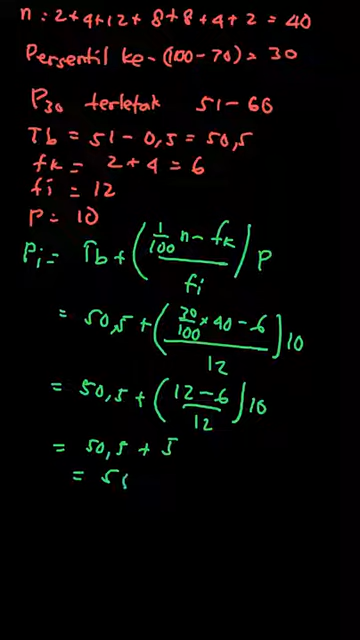 n : 2+4+12+8+8+4+2 = 40
Persentil ke - (100-70) = 30
P30 terletak 51-60
Tb = 51 - 0,5 = 50,5
fk = 2+4 = 6
fi = 12
P = 10
Pi = Tb + (i/100 n - fk / fi) P
= 50,5 + (30/100 × 40 - 6 / 12) 10
= 50,5 + (12-6 / 12) 10
= 50,5 + 5
= 5